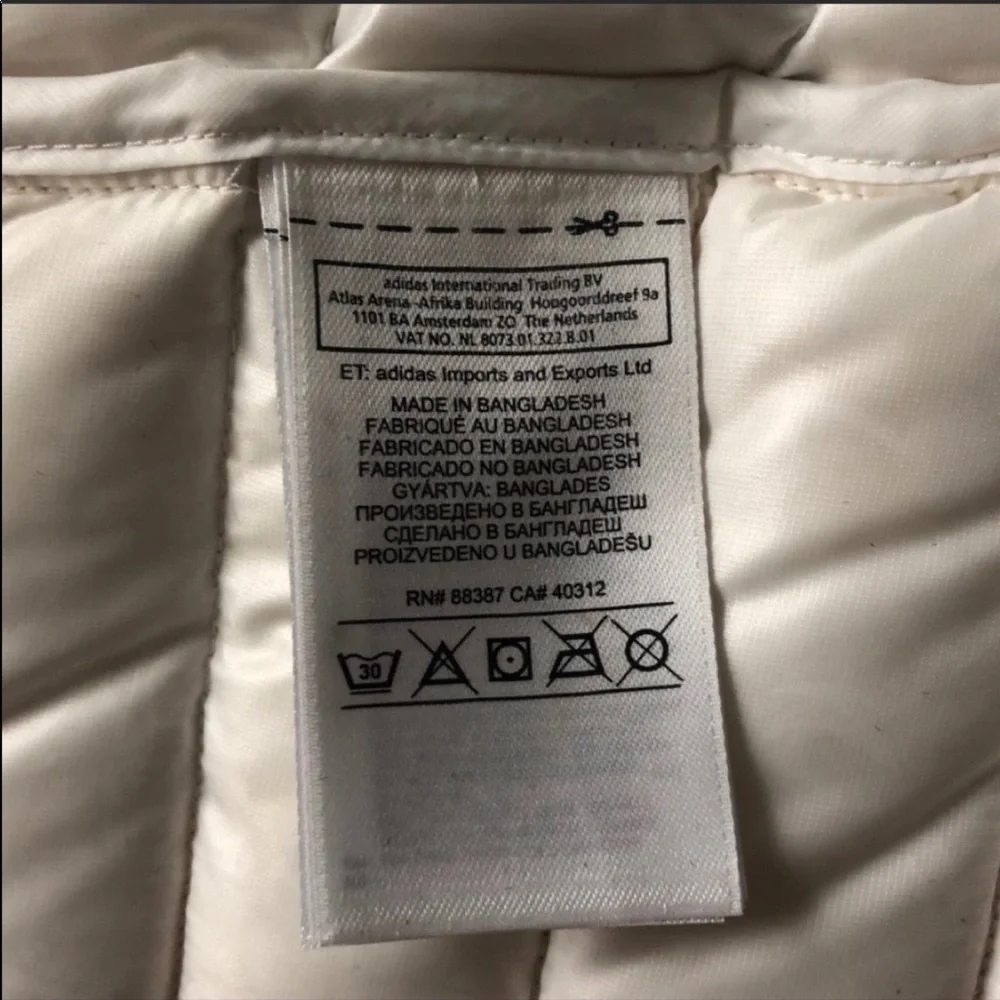 adidas International Trading BV
Atlas Arena-Afrika Building Hoogoorddreef 9a
1101 BA Amsterdam ZO The Netherlands
VAT NO. NL 8073.01.322.B.01
ET: adidas Imports and Exports Ltd
MADE IN BANGLADESH
FABRIQUÉ AU BANGLADESH
FABRICADO EN BANGLADESH
FABRICADO NO BANGLADESH
GYÁRTVA: BANGLADES
ПРОИЗВЕДЕНО В БАНГЛАДЕШ
СДЕЛАНО В БАНГЛАДЕШ
PROIZVEDENO U BANGLADEŠU
RN# 88387 CA# 40312
30